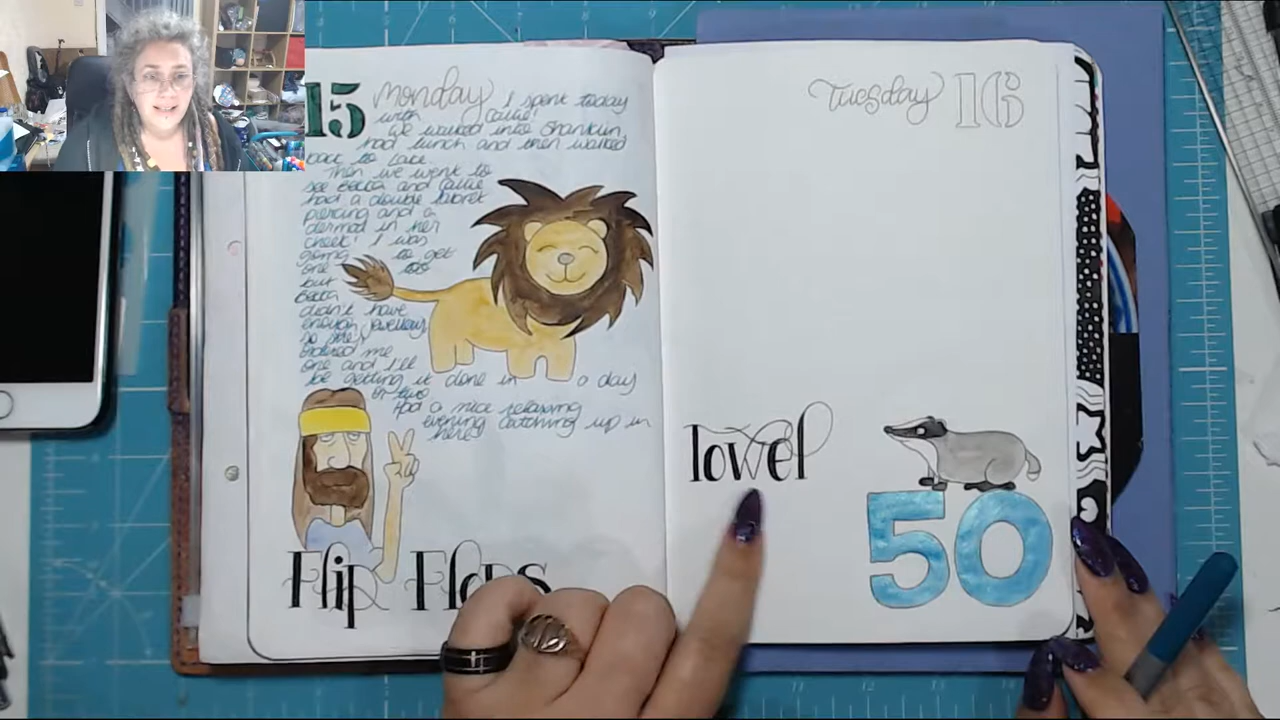 15 Monday I spent today
with Callie!
we walked into Shanklin,
had lunch and then walked
back to Lake.
Then we went to
see Becca and Callie
had a double
piercing and a
dermal in her
cheek! I was
going to get
one too
but
Becca
didn't have
enough jewellery
so she
ordered me
one and I'll
be getting it done in a day
or two
Had a nice relaxing
evening catching up in
here!
Flip Flops
Tuesday 16
Towel
50